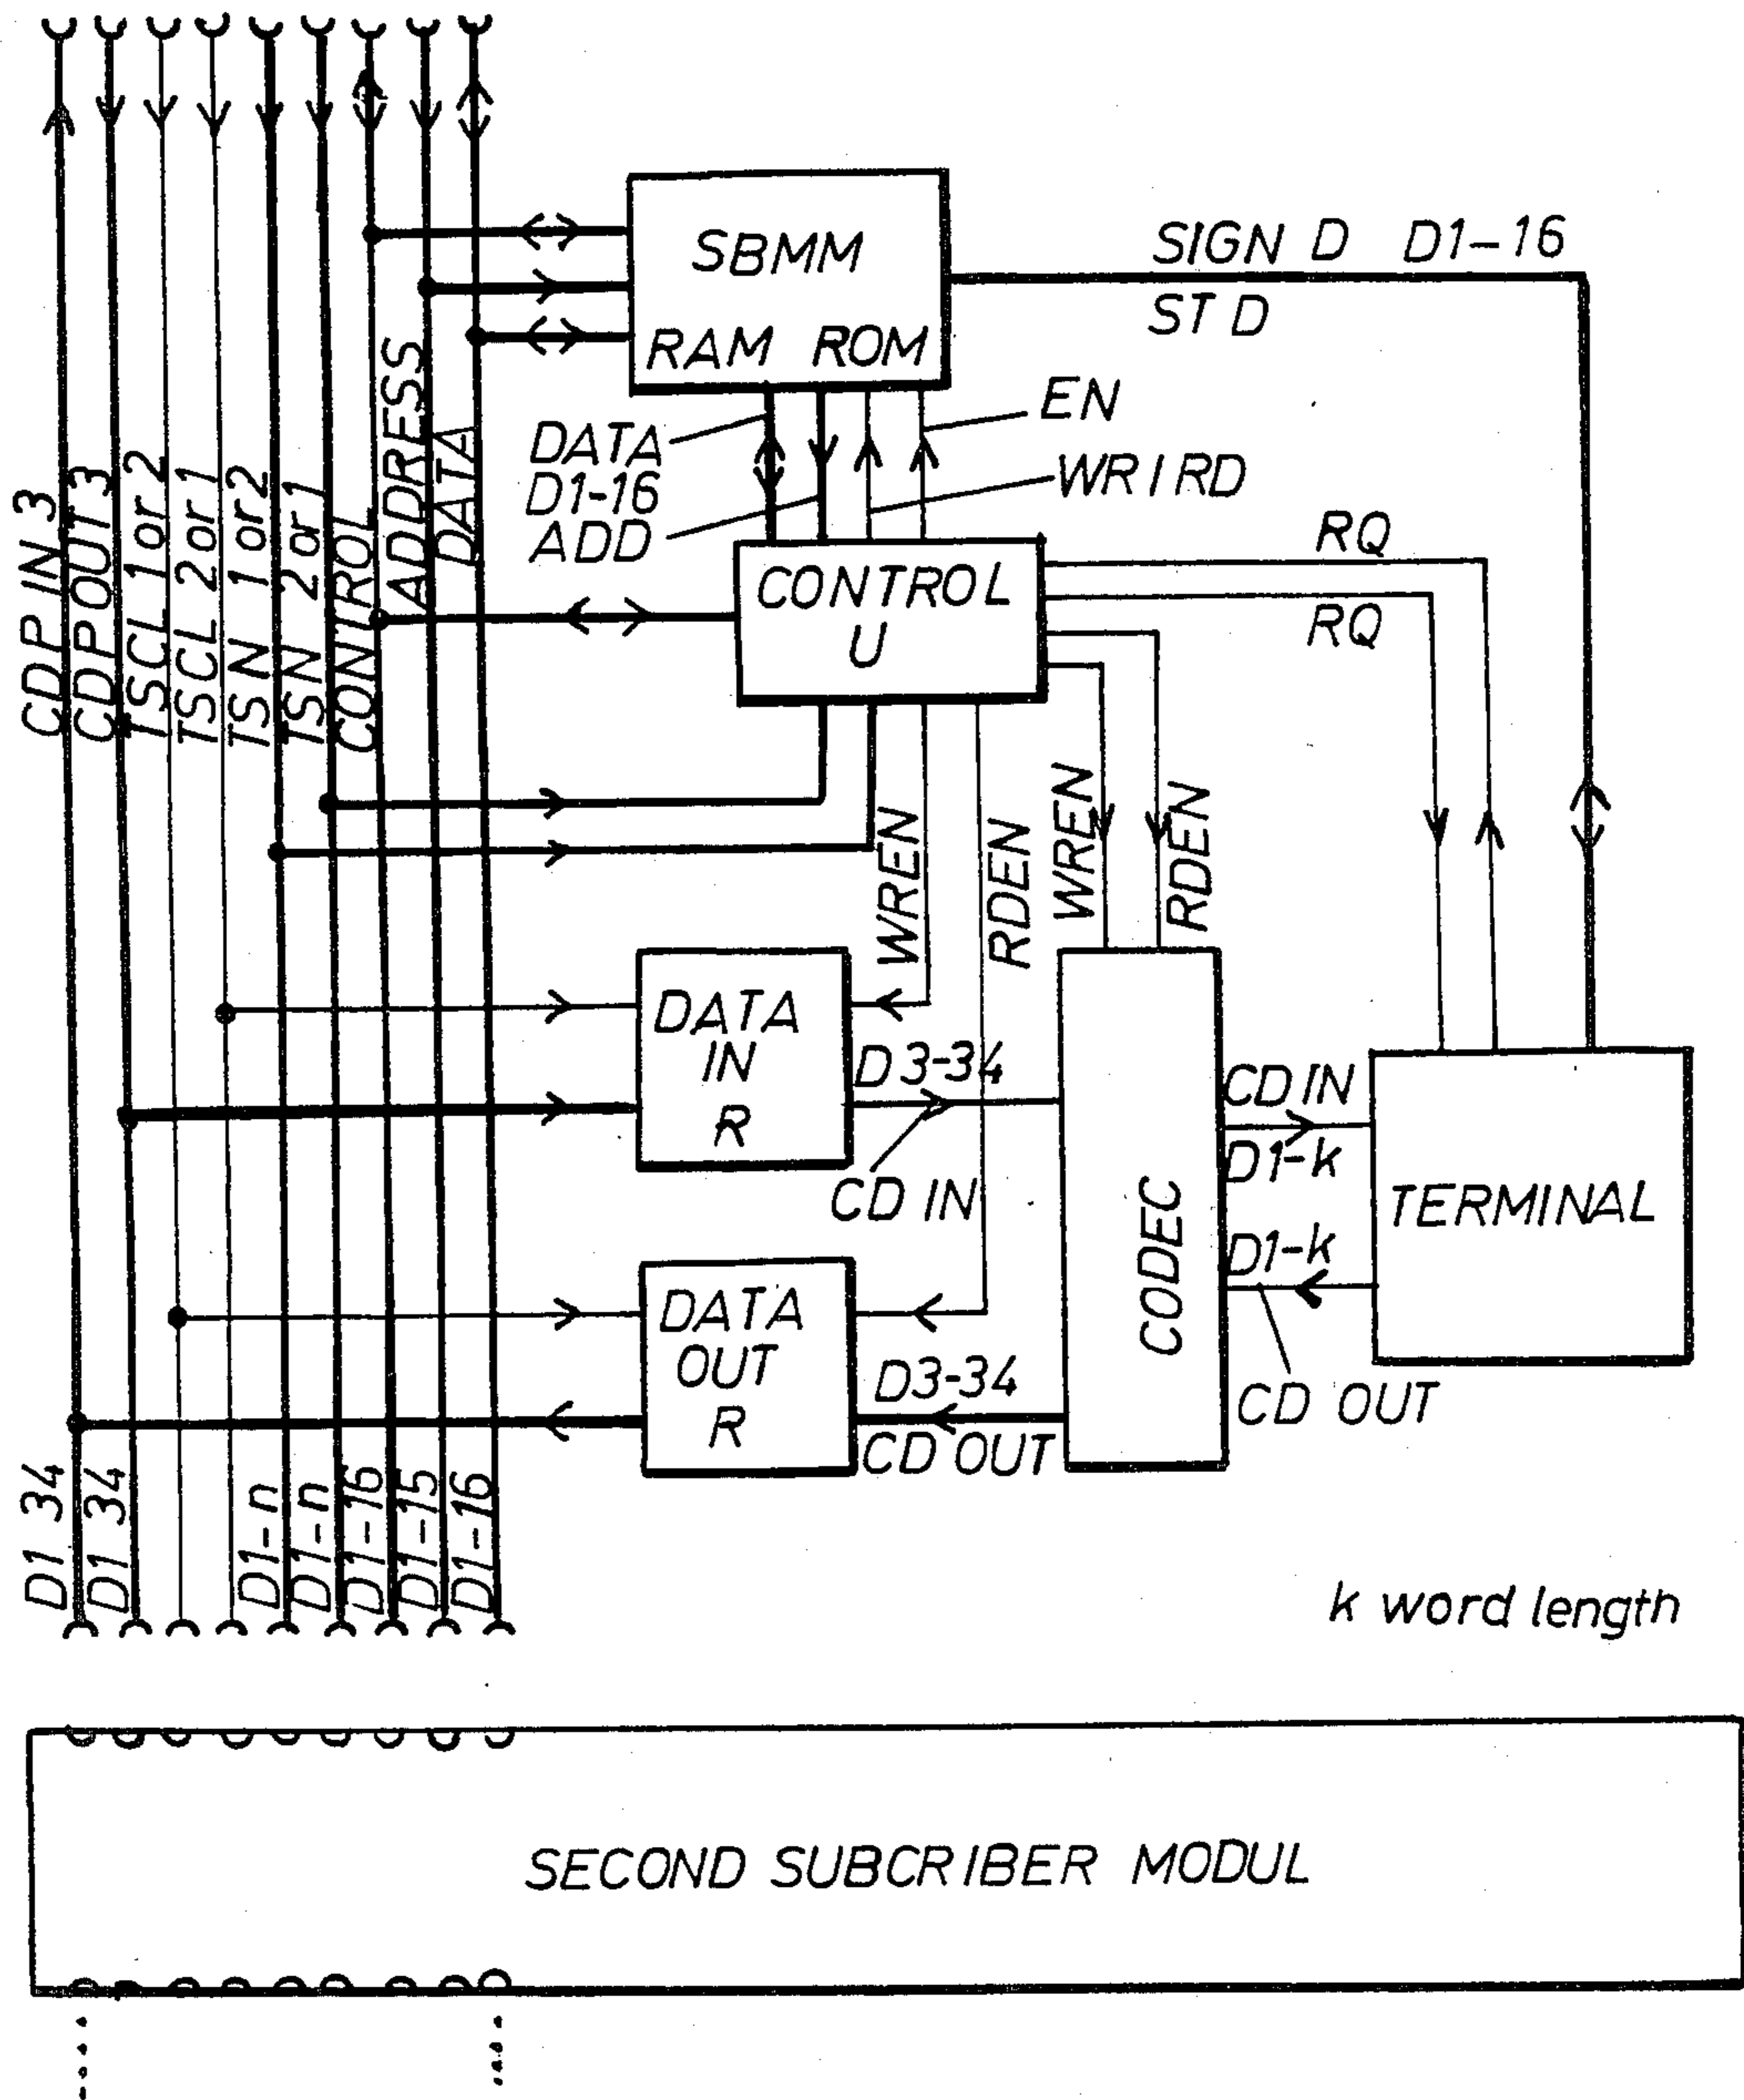 SBMM
RAM ROM
SIGN D D1-16
ST D
EN
DATA
D1-16
ADD
WR I RD
RQ
RQ
CONTROL
U
CDP IN 3
CDP OUT 3
TSCL 1 or 2
TSCL 2 or 1
TSN 1 or 2
TSN 2 or 1
CONTROL
ADDRESS
DATA
WREN
RDEN
WREN
RDEN
DATA
IN
R
D3-34
CD IN
CD IN
D1-k
CODEC
TERMINAL
D1-k
CD OUT
DATA
OUT
R
D3-34
CD OUT
D1 34
D1 34
D1-n
D1-n
D1-16
D1-15
D1-16
k word length
SECOND SUBCRIBER MODUL